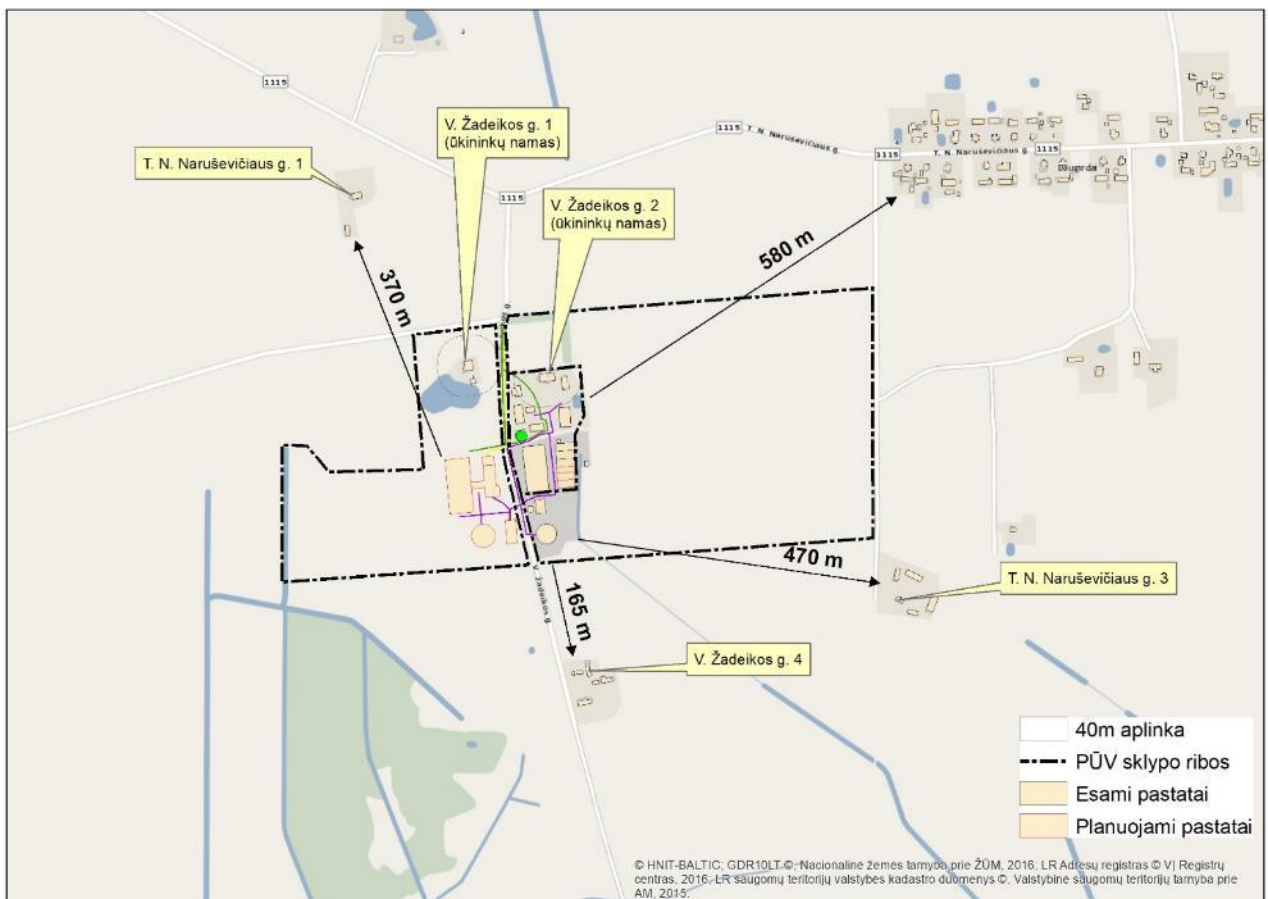 1115
V. Žadeikos g. 1
(ūkininkų namas)
1115
T. N. Naruševičiaus g.
1115
T. N. Naruševičiaus g.
1115
Daugirdai
T. N. Naruševičiaus g. 1
1115
V. Žadeikos g. 2
(ūkininkų namas)
580 m
370 m
470 m
T. N. Naruševičiaus g. 3
V. Žadeikos g.
165 m
V. Žadeikos g. 4
40m aplinka
PŪV sklypo ribos
Esami pastatai
Planuojami pastatai
© HNIT-BALTIC; GDR10LT ©, Nacionalinė žemės tarnyba prie ŽŪM, 2016; LR Adresų registras © VĮ Registrų
centras, 2016; LR saugomų teritorijų valstybės kadastro duomenys ©, Valstybinė saugomų teritorijų tarnyba prie
AM, 2015.